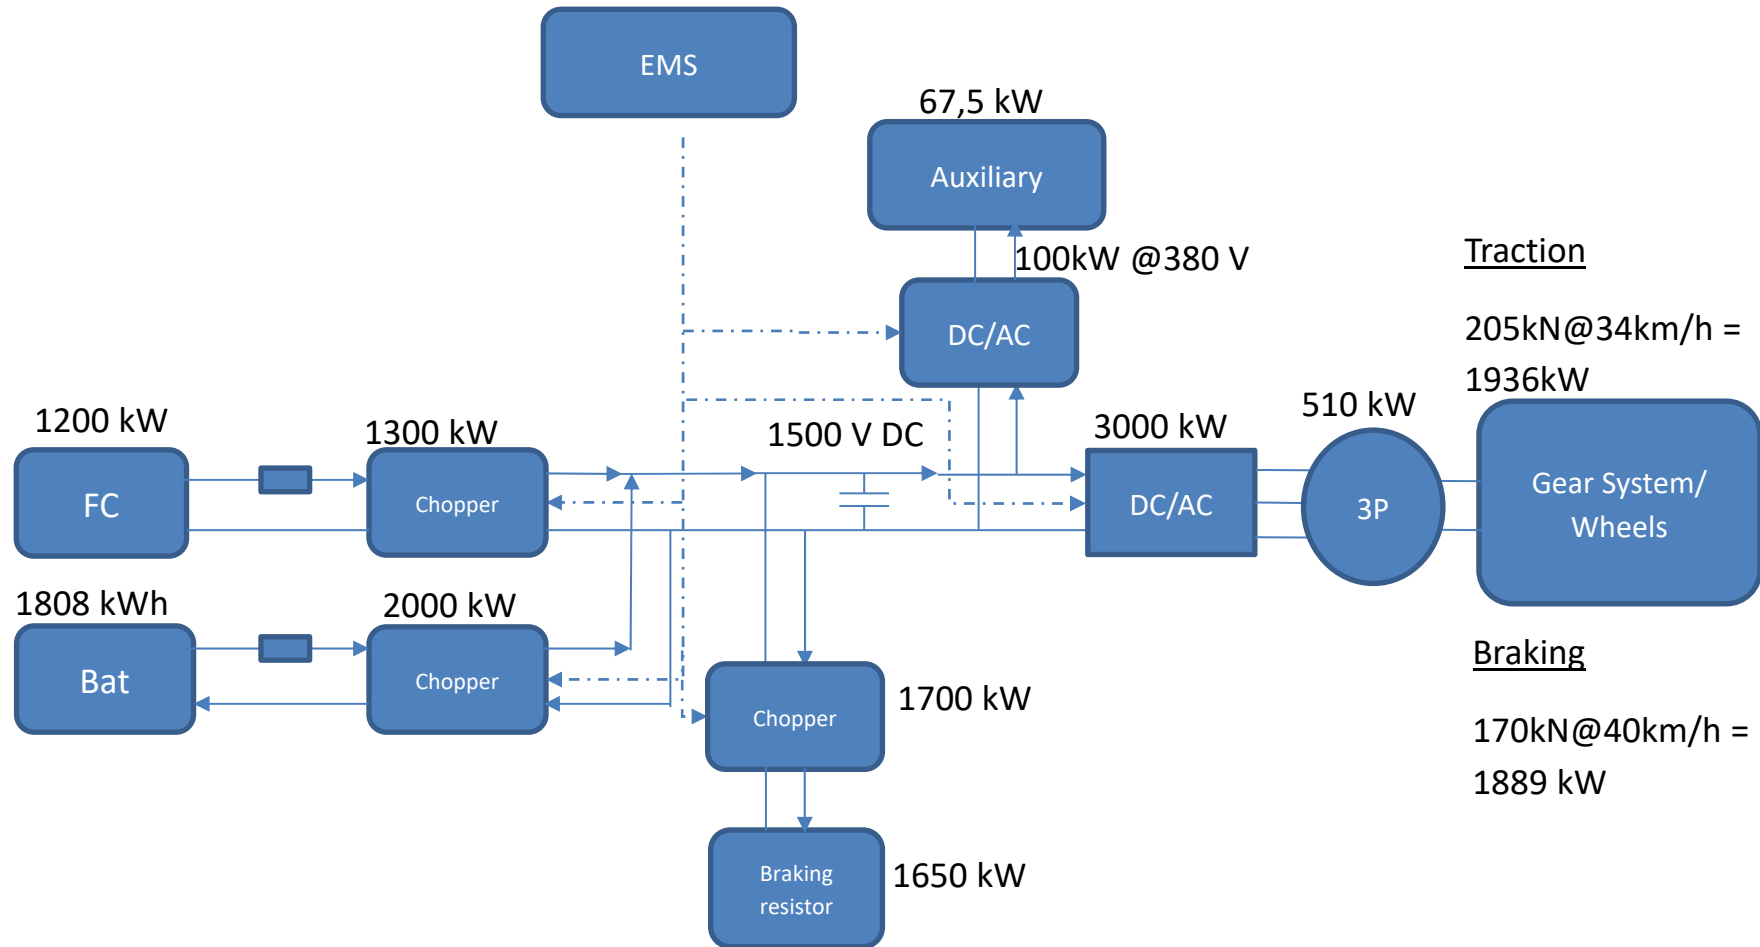 EMS
67,5 kW
Auxiliary
100kW @380 V
DC/AC
Traction
205kN@34km/h =
1936kW
1200 kW
FC
1300 kW
Chopper
1500 V DC
3000 kW
DC/AC
510 kW
3P
Gear System/
Wheels
1808 kWh
Bat
2000 kW
Chopper
Chopper
1700 kW
Braking
170kN@40km/h =
1889 kW
Braking
resistor
1650 kW